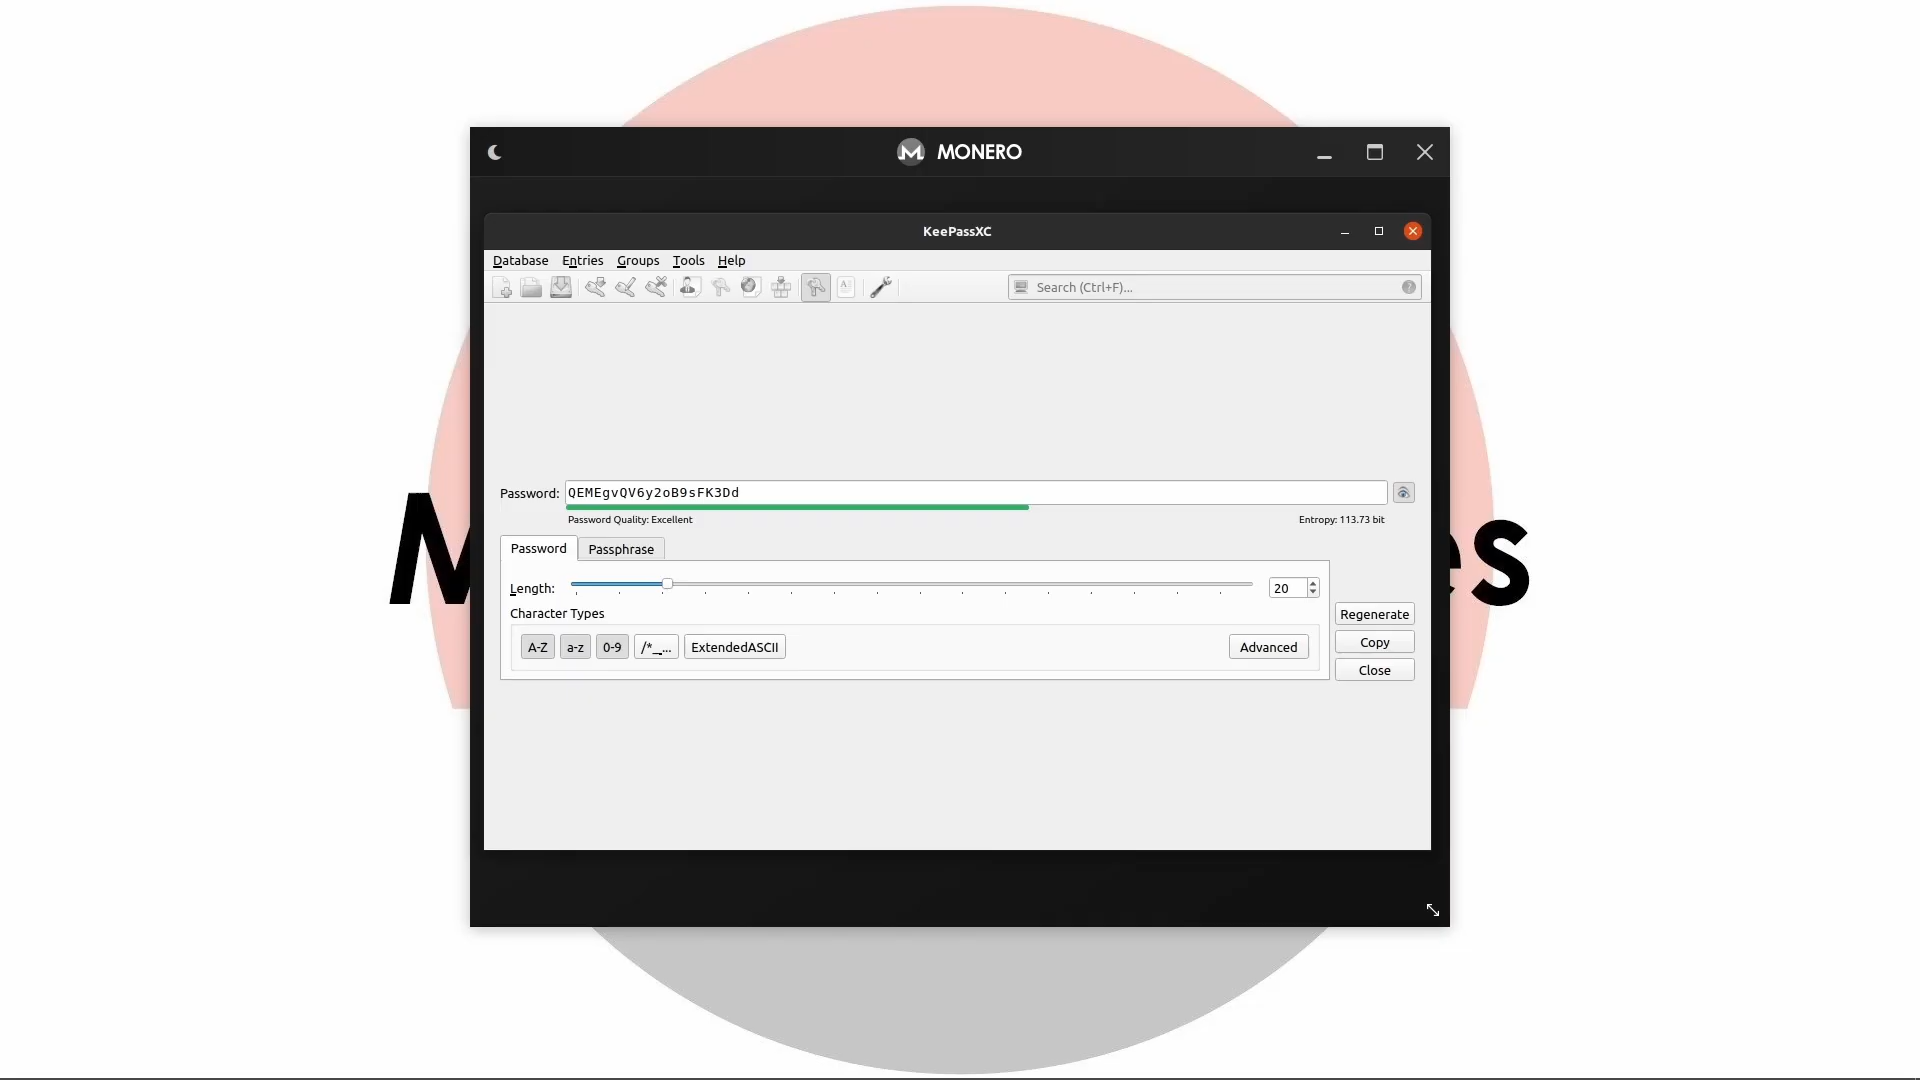 MONERO
KeePassXC
Database Entries Groups Tools Help
Search (Ctrl+F)...
Password: QEMEgvQV6y2oB9sFK3Dd
Password Quality: Excellent Entropy: 113.73 bit
Password Passphrase
Length: 20
Character Types
Regenerate
A-Z a-z 0-9 /*_... ExtendedASCII Advanced
Copy
Close